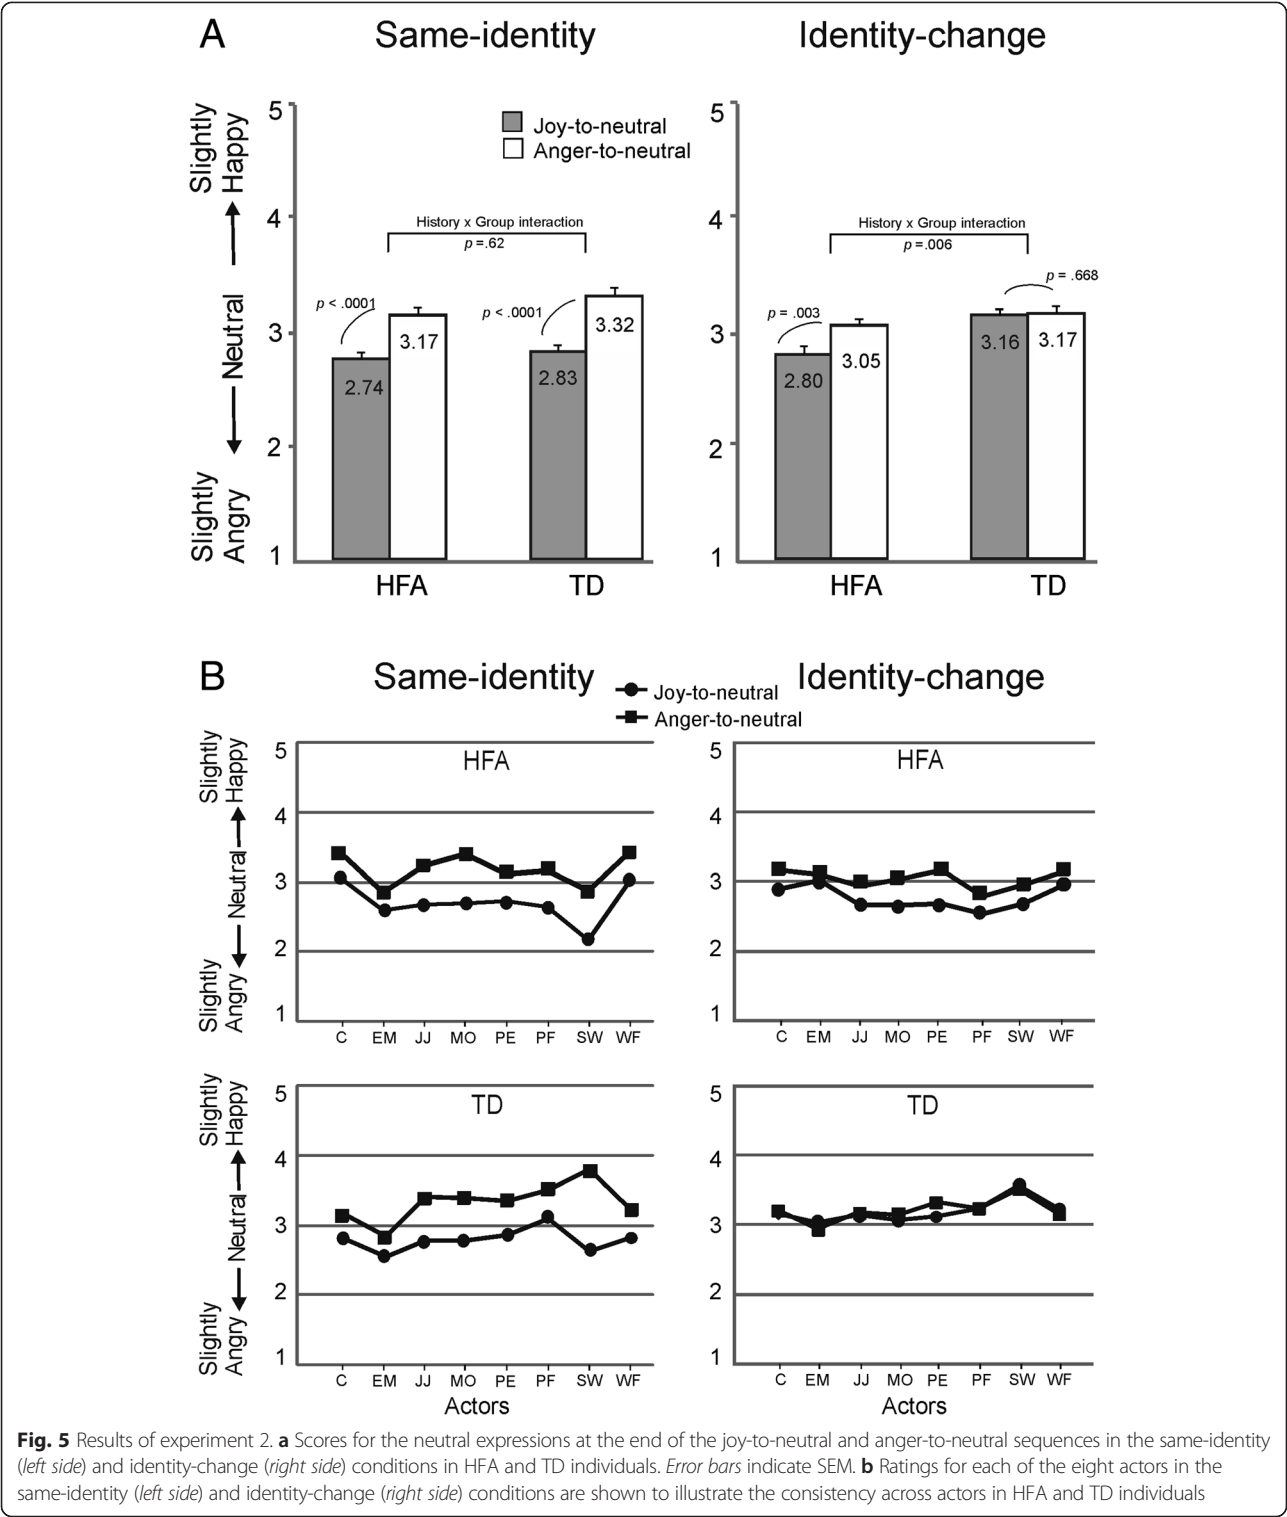 A
Same-identity
Identity-change
Slightly
Happy
Neutral
Slightly
Angry
5
4
3
2
1
Joy-to-neutral
Anger-to-neutral
History x Group interaction
p =.62
p < .0001
p < .0001
2.74
3.17
2.83
3.32
HFA
TD
5
4
3
2
1
History x Group interaction
p =.006
p = .003
p = .668
2.80
3.05
3.16
3.17
HFA
TD
B
Same-identity
Identity-change
Joy-to-neutral
Anger-to-neutral
Slightly
Happy
Neutral
Slightly
Angry
5
4
3
2
1
HFA
C EM JJ MO PE PF SW WF
5
4
3
2
1
HFA
C EM JJ MO PE PF SW WF
Slightly
Happy
Neutral
Slightly
Angry
5
4
3
2
1
TD
C EM JJ MO PE PF SW WF
Actors
5
4
3
2
1
TD
C EM JJ MO PE PF SW WF
Actors
Fig. 5 Results of experiment 2. a Scores for the neutral expressions at the end of the joy-to-neutral and anger-to-neutral sequences in the same-identity
(left side) and identity-change (right side) conditions in HFA and TD individuals. Error bars indicate SEM. b Ratings for each of the eight actors in the
same-identity (left side) and identity-change (right side) conditions are shown to illustrate the consistency across actors in HFA and TD individuals